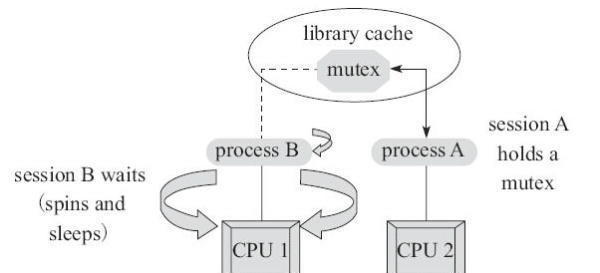 library cache
mutex
process B
process A
session A
holds a
mutex
session B waits
(spins and
sleeps)
CPU 1
CPU 2